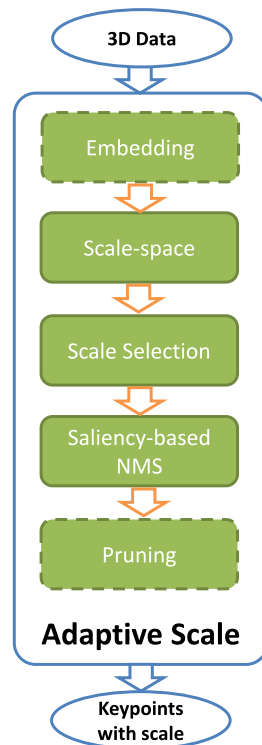 3D Data
Embedding
Scale-space
Scale Selection
Saliency-based
NMS
Pruning
Adaptive Scale
Keypoints
with scale